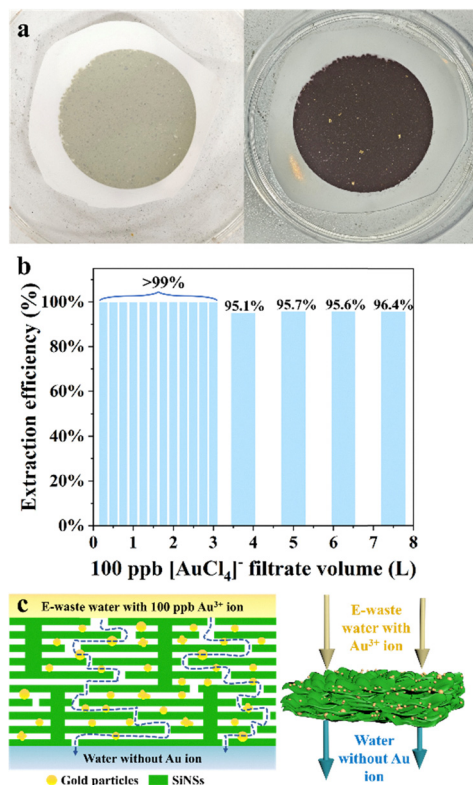 a
b
>99%
95.1% 95.7% 95.6% 96.4%
100%
80%
60%
40%
20%
0%
Extraction efficiency (%)
0 1 2 3 4 5 6 7 8
100 ppb [AuCl₄]⁻ filtrate volume (L)
c
E-waste water with 100 ppb Au³⁺ ion
Water without Au ion
Gold particles SiNSs
E-waste
water with
Au³⁺ ion
Water
without Au
ion